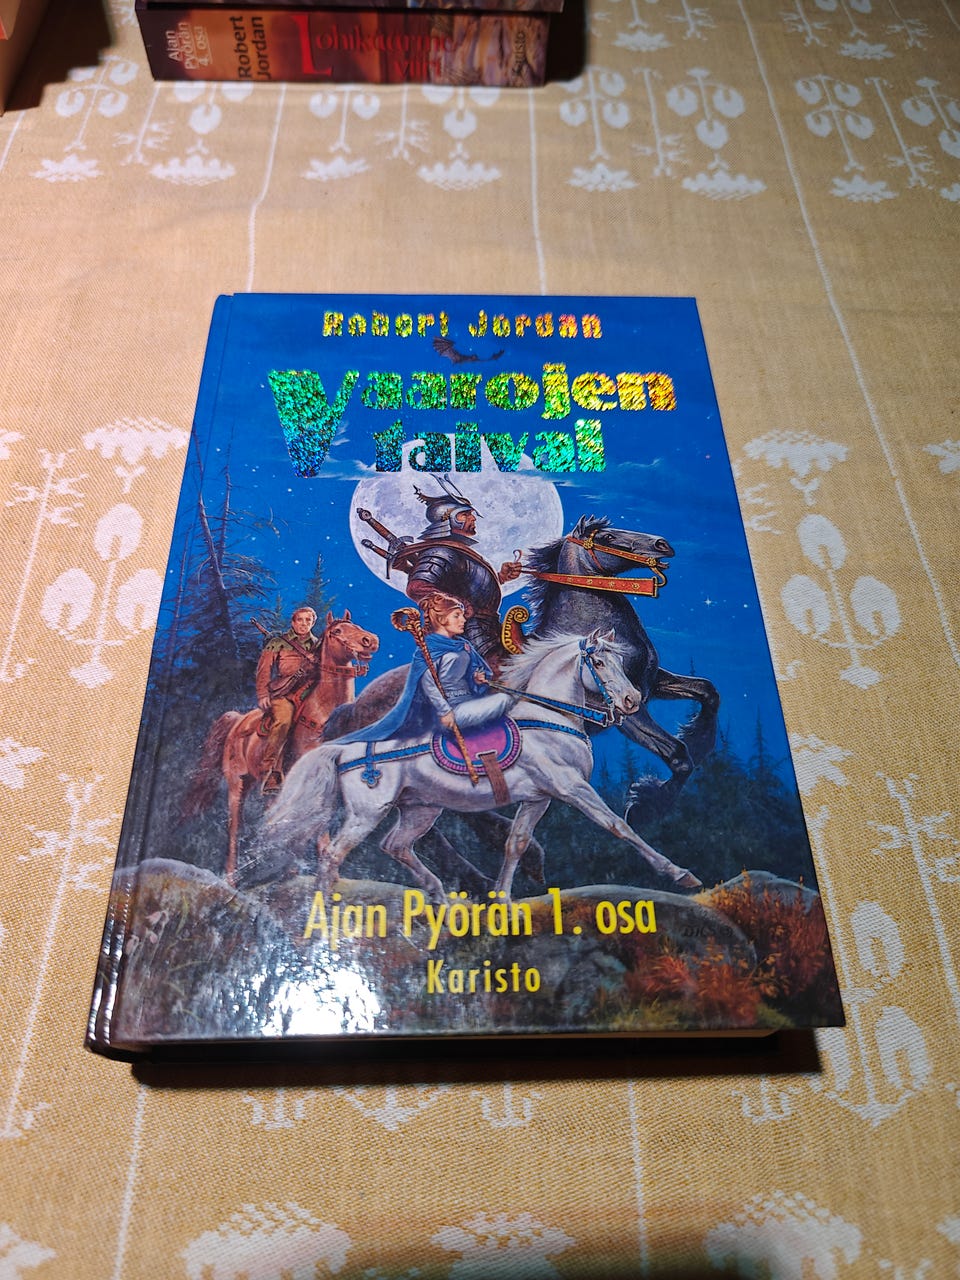 Ajan
Pyörän
4. osa
Robert
Jordan
Robert Jordan
Vaarojen
taival
Ajan Pyörän 1. osa
Karisto